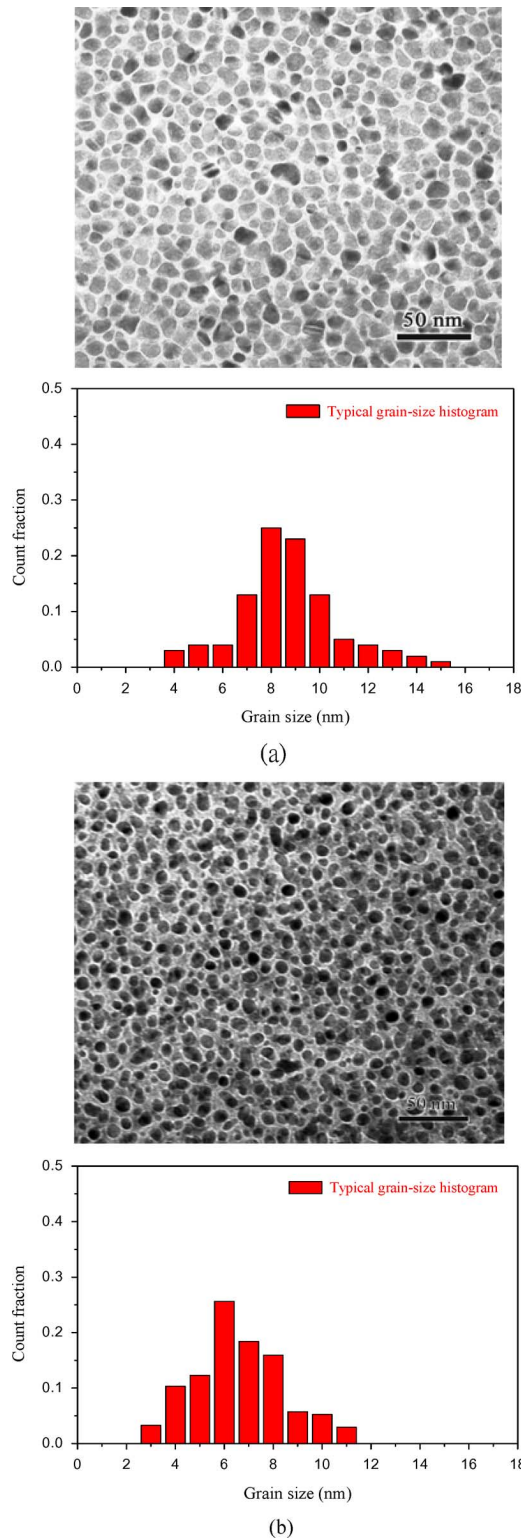 50 nm
0.5
Typical grain-size histogram
0.4
0.3
Count fraction
0.2
0.1
0.0
0 2 4 6 8 10 12 14 16 18
Grain size (nm)
(a)
50 nm
0.5
Typical grain-size histogram
0.4
0.3
Count fraction
0.2
0.1
0.0
0 2 4 6 8 10 12 14 16 18
Grain size (nm)
(b)